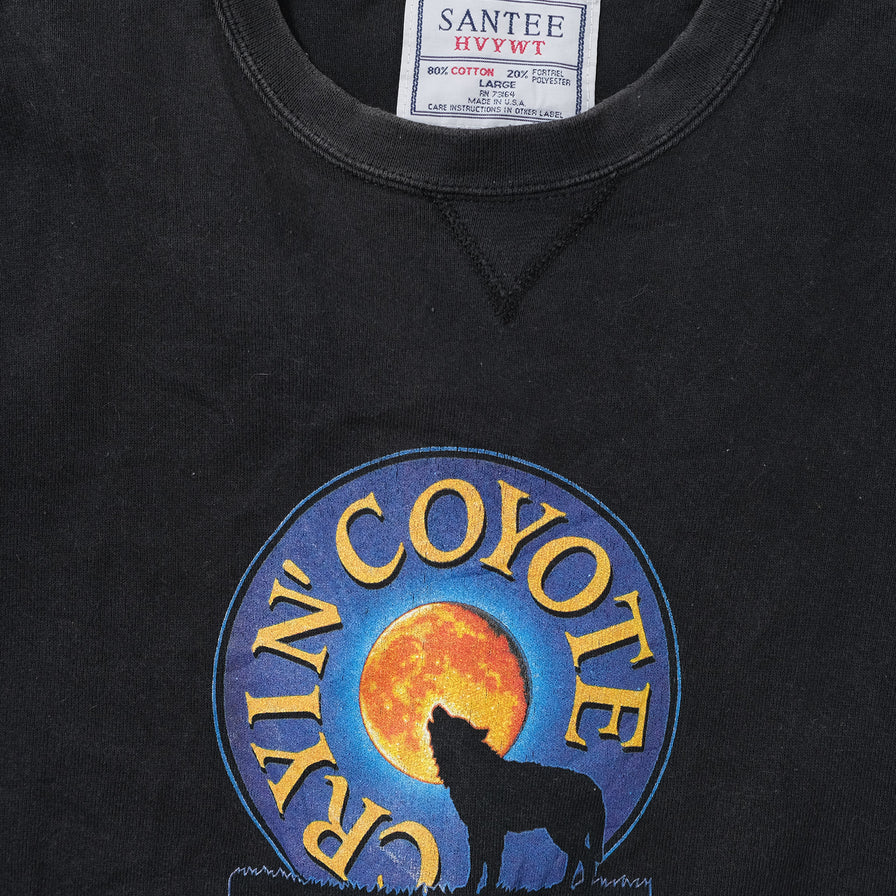 SANTEE
HVYWT
80% COTTON 20% FORTREL POLYESTER
LARGE
RN 73164
MADE IN U.S.A.
CARE INSTRUCTIONS IN OTHER LABEL
CRYIN' COYOTE